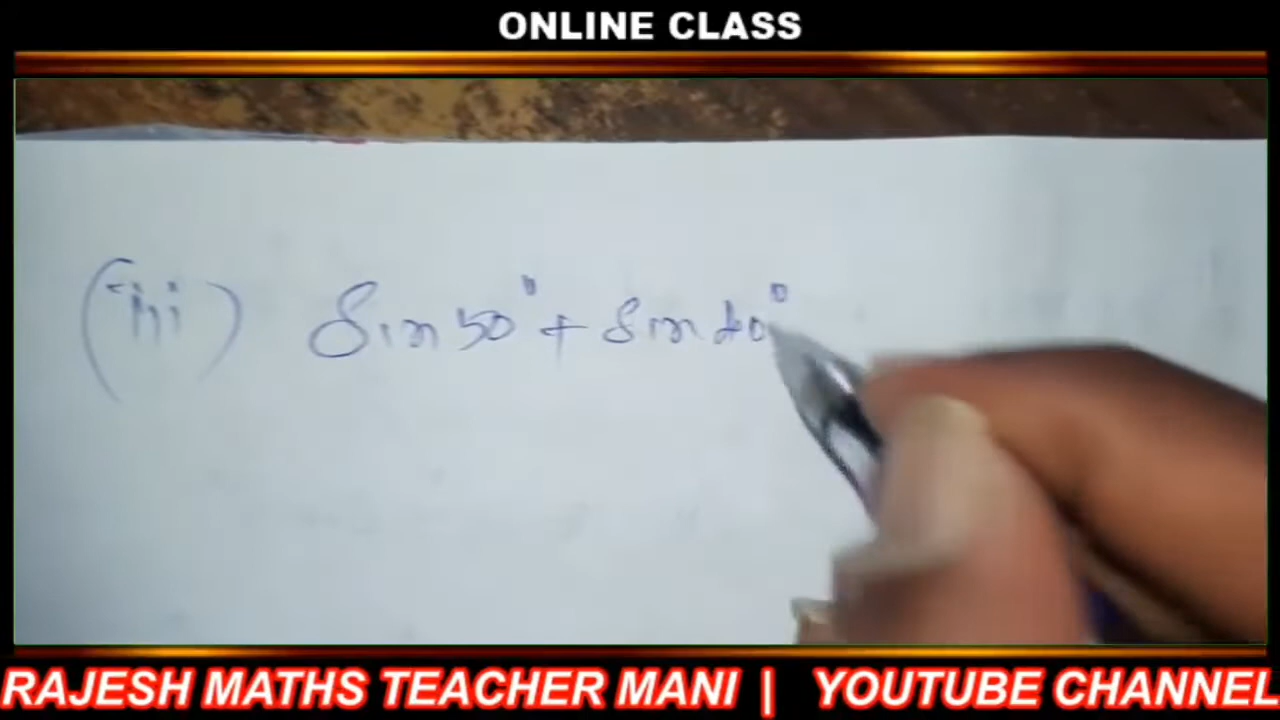 ONLINE CLASS
(iii) Sin 50° + Sin 40°
RAJESH MATHS TEACHER MANI | YOUTUBE CHANNEL